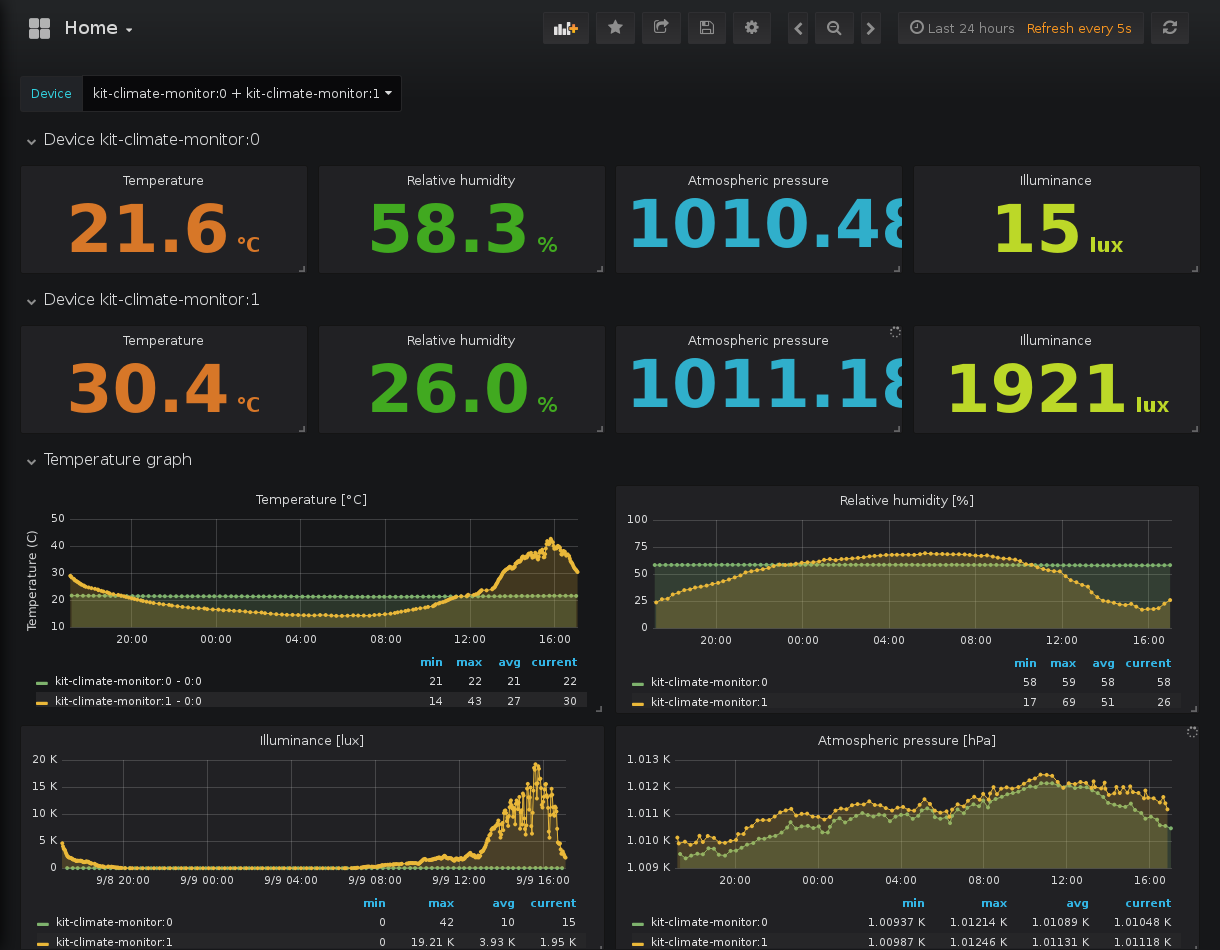 Home
Last 24 hours Refresh every 5s
Device kit-climate-monitor:0 + kit-climate-monitor:1
Device kit-climate-monitor:0
Temperature Relative humidity Atmospheric pressure Illuminance
21.6 °C 58.3 % 1010.48 15 lux
Device kit-climate-monitor:1
Temperature Relative humidity Atmospheric pressure Illuminance
30.4 °C 26.0 % 1011.18 1921 lux
Temperature graph
Temperature [°C]
Temperature (C)
50
40
30
20
10
20:00 00:00 04:00 08:00 12:00 16:00
min max avg current
kit-climate-monitor:0 - 0:0 21 22 21 22
kit-climate-monitor:1 - 0:0 14 43 27 30
Relative humidity [%]
100
75
50
25
0
20:00 00:00 04:00 08:00 12:00 16:00
min max avg current
kit-climate-monitor:0 58 59 58 58
kit-climate-monitor:1 17 69 51 26
Illuminance [lux]
20 K
15 K
10 K
5 K
0
9/8 20:00 9/9 00:00 9/9 04:00 9/9 08:00 9/9 12:00 9/9 16:00
min max avg current
kit-climate-monitor:0 0 42 10 15
kit-climate-monitor:1 0 19.21 K 3.93 K 1.95 K
Atmospheric pressure [hPa]
1.013 K
1.012 K
1.011 K
1.010 K
1.009 K
20:00 00:00 04:00 08:00 12:00 16:00
min max avg current
kit-climate-monitor:0 1.00937 K 1.01214 K 1.01089 K 1.01048 K
kit-climate-monitor:1 1.00987 K 1.01246 K 1.01131 K 1.01118 K